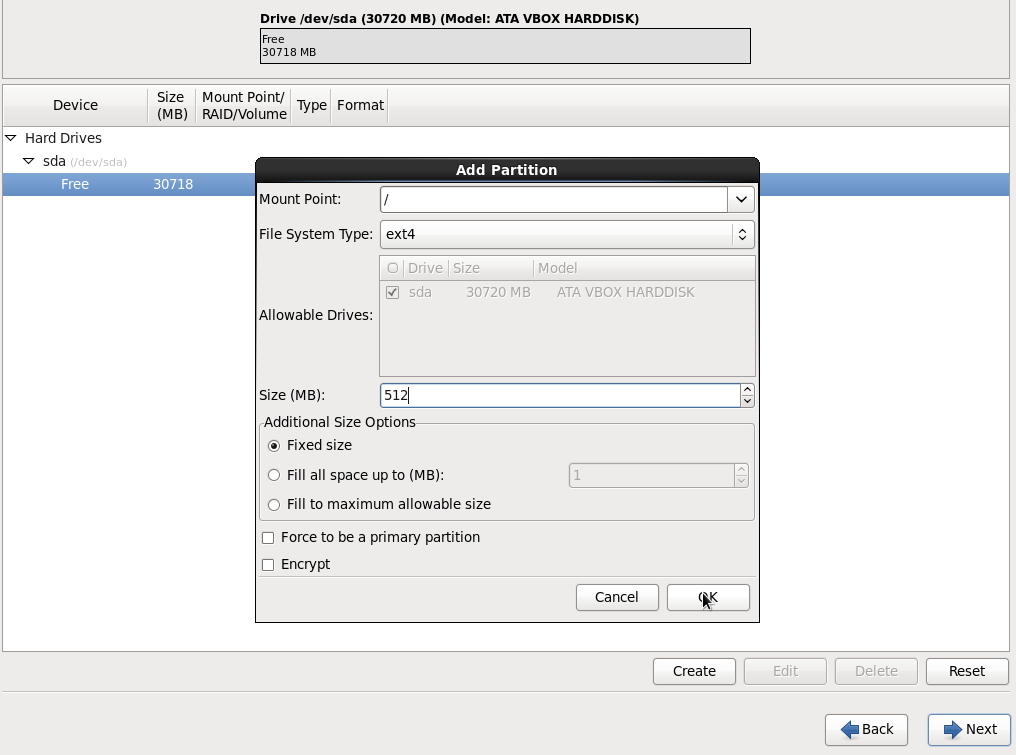 Drive /dev/sda (30720 MB) (Model: ATA VBOX HARDDISK)
Free
30718 MB
Device Size (MB) Mount Point/ RAID/Volume Type Format
Hard Drives
sda (/dev/sda)
Free 30718
Add Partition
Mount Point: /
File System Type: ext4
Drive Size Model
sda 30720 MB ATA VBOX HARDDISK
Allowable Drives:
Size (MB): 512
Additional Size Options
Fixed size
Fill all space up to (MB): 1
Fill to maximum allowable size
Force to be a primary partition
Encrypt
Cancel OK
Create Edit Delete Reset
Back Next